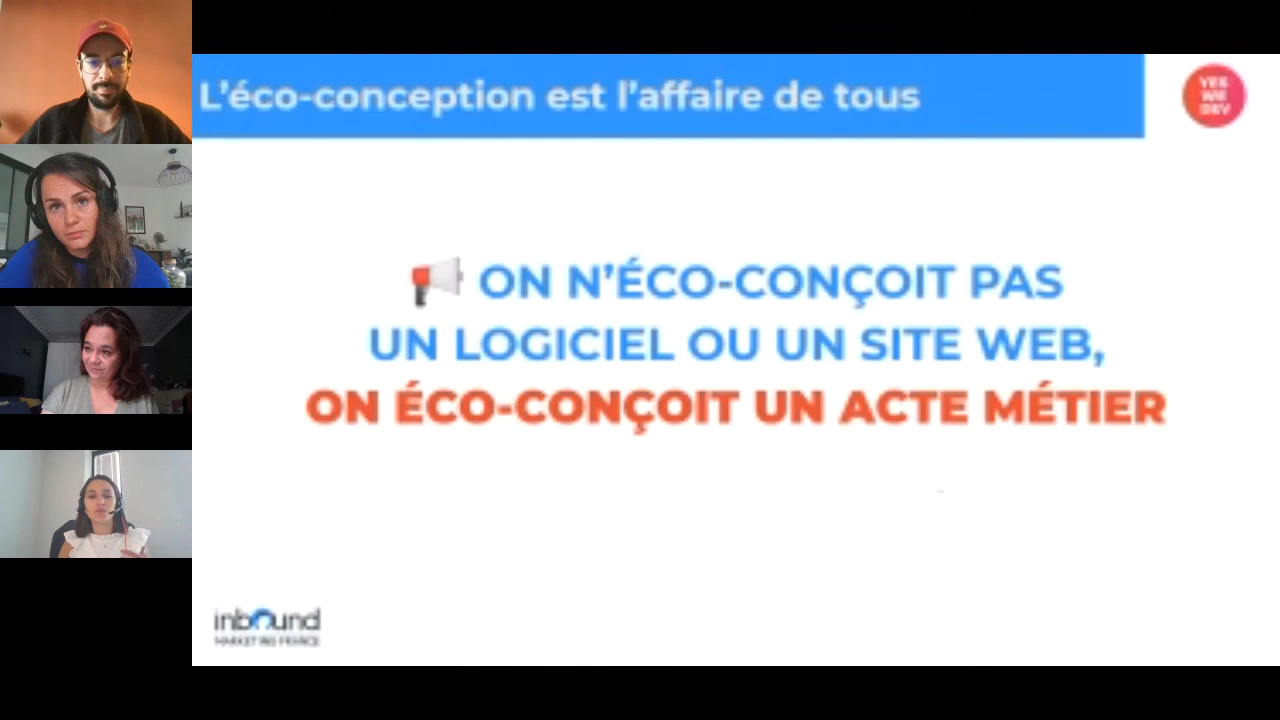 L'éco-conception est l'affaire de tous
YES
WE
DEV
ON N'ÉCO-CONÇOIT PAS
UN LOGICIEL OU UN SITE WEB,
ON ÉCO-CONÇOIT UN ACTE MÉTIER
inbound
MARKETING FRANCE